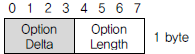 0 1 2 3 4 5 6 7
Option Delta
Option Length
1 byte